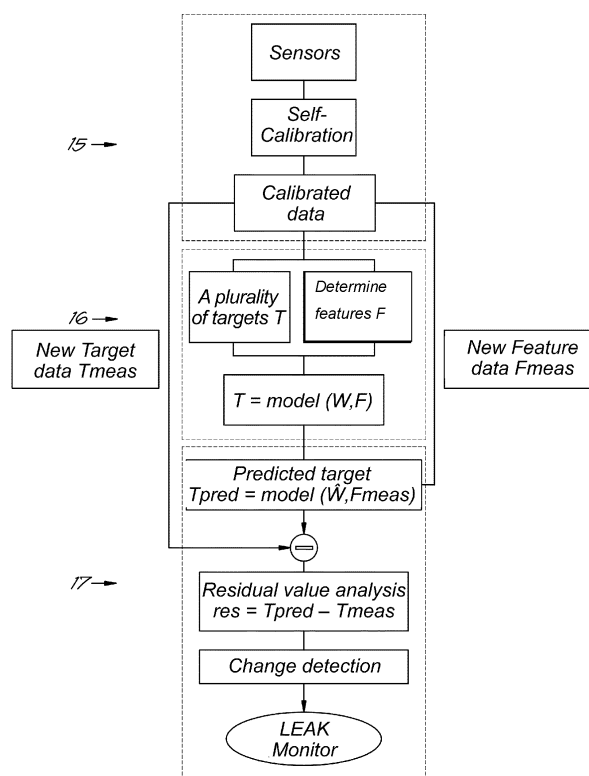 Sensors
Self-
Calibration
15
Calibrated
data
A plurality
of targets T
Determine
features F
16
New Target
data Tmeas
New Feature
data Fmeas
T = model (W,F)
Predicted target
Tpred = model (Ŵ,Fmeas)
17
Residual value analysis
res = Tpred – Tmeas
Change detection
LEAK
Monitor